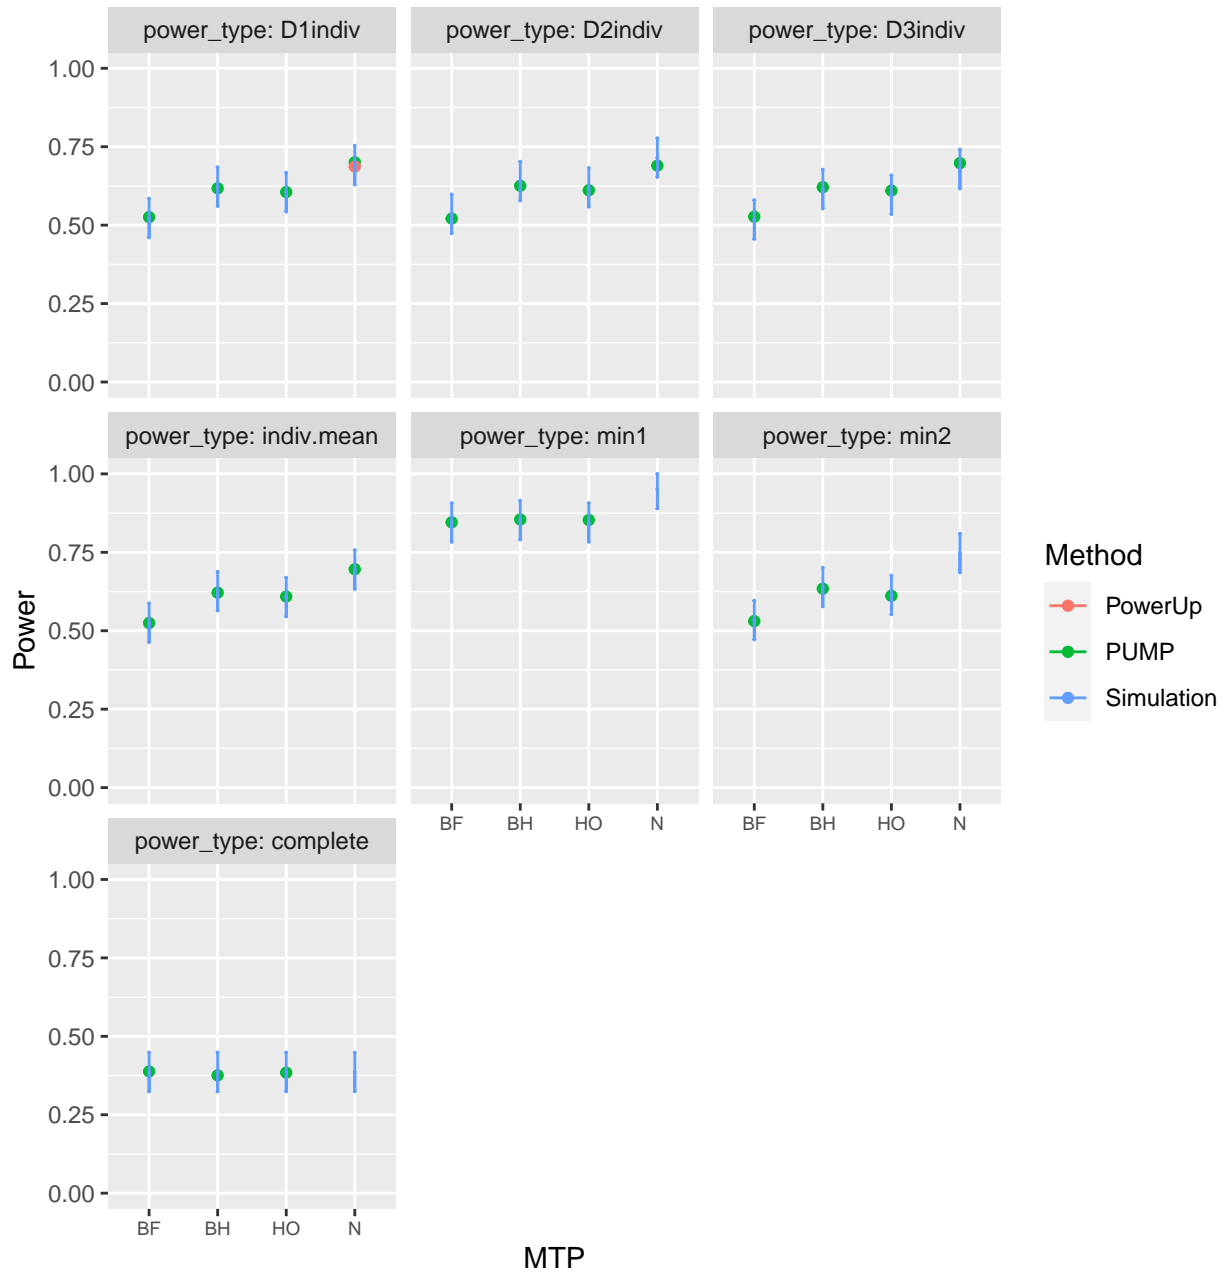 power_type: D1indiv
power_type: D2indiv
power_type: D3indiv
1.00
0.75
0.50
0.25
0.00
power_type: indiv.mean
power_type: min1
power_type: min2
1.00
0.75
0.50
0.25
0.00
BF BH HO N
BF BH HO N
power_type: complete
1.00
0.75
0.50
0.25
0.00
BF BH HO N
MTP
Power
Method
PowerUp
PUMP
Simulation